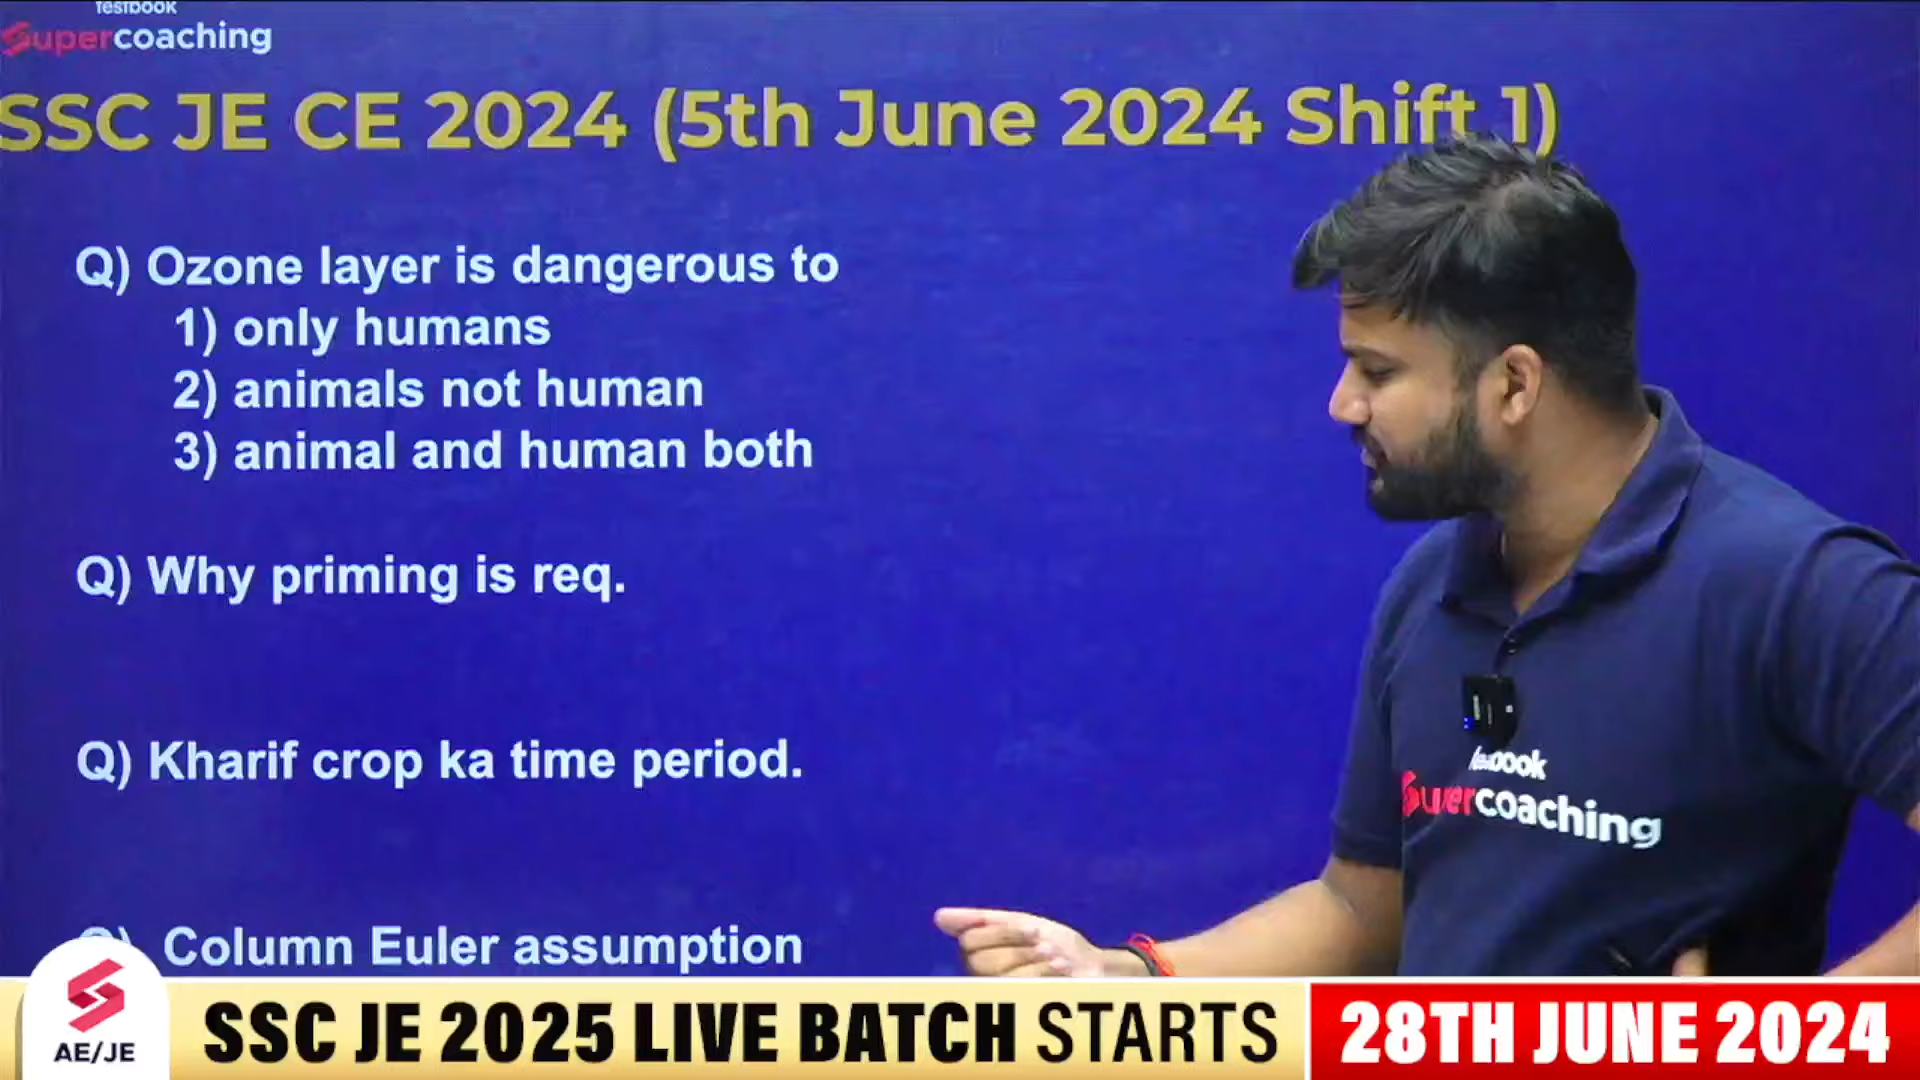 testbook
Supercoaching
SSC JE CE 2024 (5th June 2024 Shift 1)
Q) Ozone layer is dangerous to
1) only humans
2) animals not human
3) animal and human both
Q) Why priming is req.
Q) Kharif crop ka time period.
Q) Column Euler assumption
testbook
Supercoaching
AE/JE
SSC JE 2025 LIVE BATCH STARTS
28TH JUNE 2024